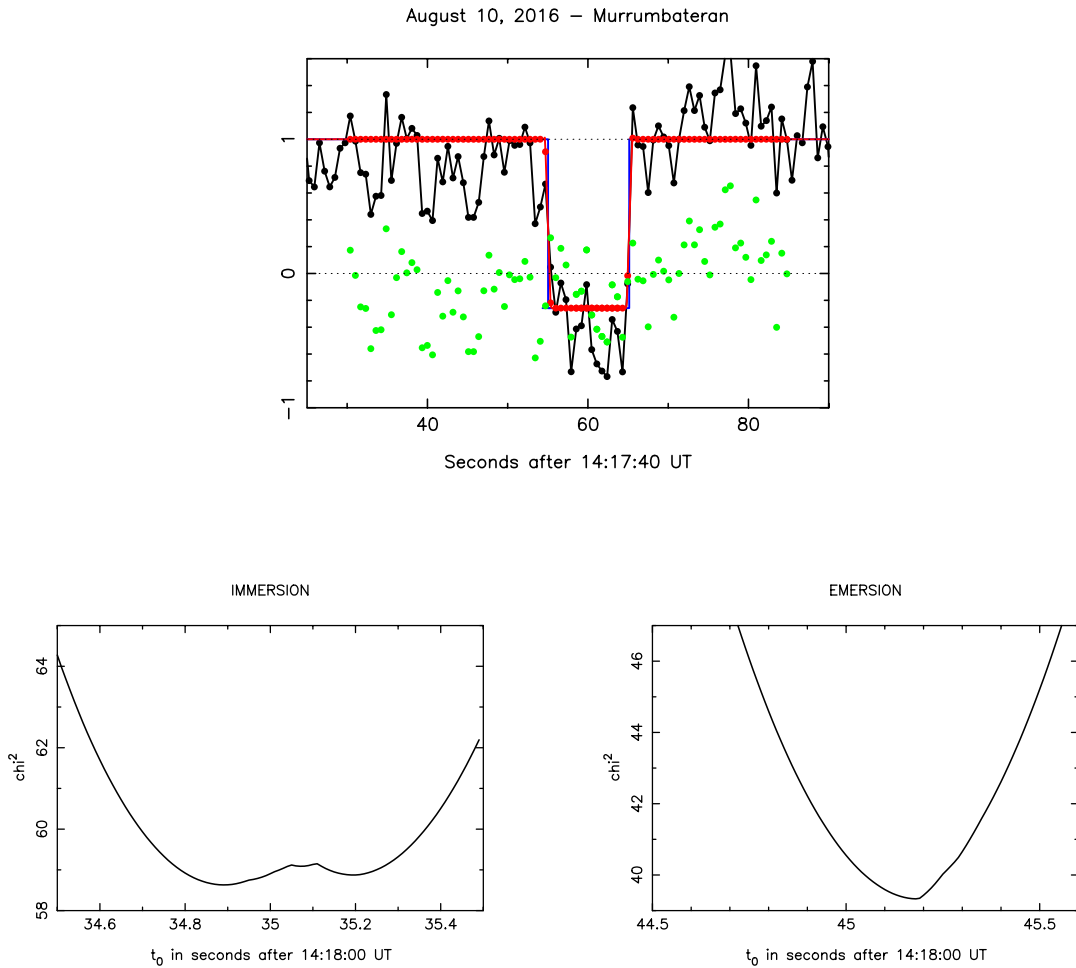 August 10, 2016 – Murrumbateran
1
0
−1
40 60 80
Seconds after 14:17:40 UT
IMMERSION
chi²
64
62
60
58
34.6 34.8 35 35.2 35.4
t₀ in seconds after 14:18:00 UT
EMERSION
chi²
46
44
42
40
44.5 45 45.5
t₀ in seconds after 14:18:00 UT